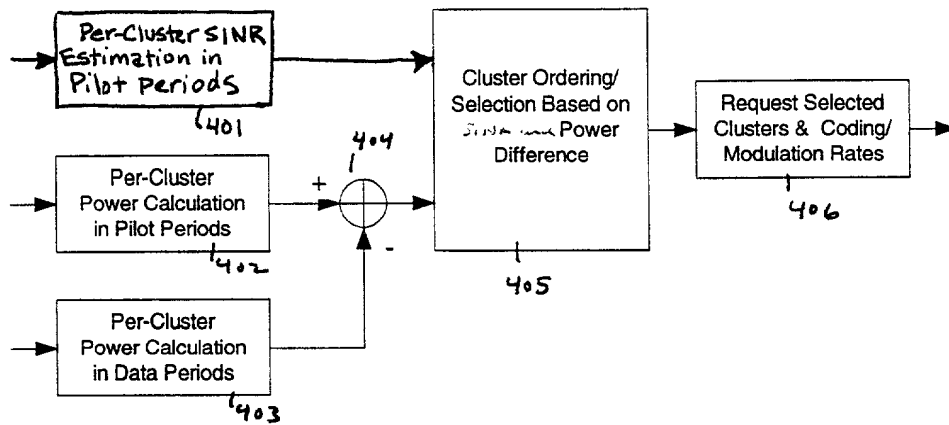 Per-Cluster SINR
Estimation in
Pilot periods
401
Per-Cluster
Power Calculation
in Pilot Periods
402
Per-Cluster
Power Calculation
in Data Periods
403
404
+
-
Cluster Ordering/
Selection Based on
Power
Difference
405
Request Selected
Clusters & Coding/
Modulation Rates
406